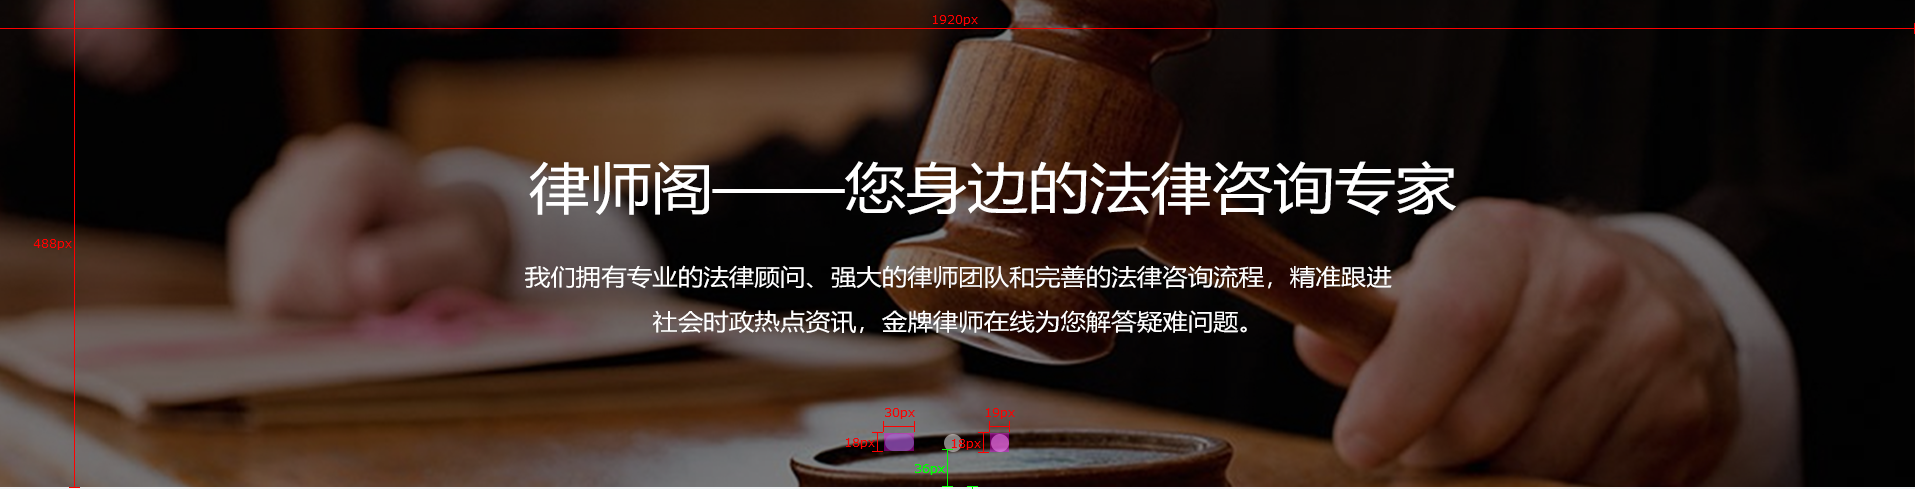 1920px
律师阁——您身边的法律咨询专家
488px
我们拥有专业的法律顾问、强大的律师团队和完善的法律咨询流程，精准跟进
社会时政热点资讯，金牌律师在线为您解答疑难问题。
30px
19px
18px
18px
36px